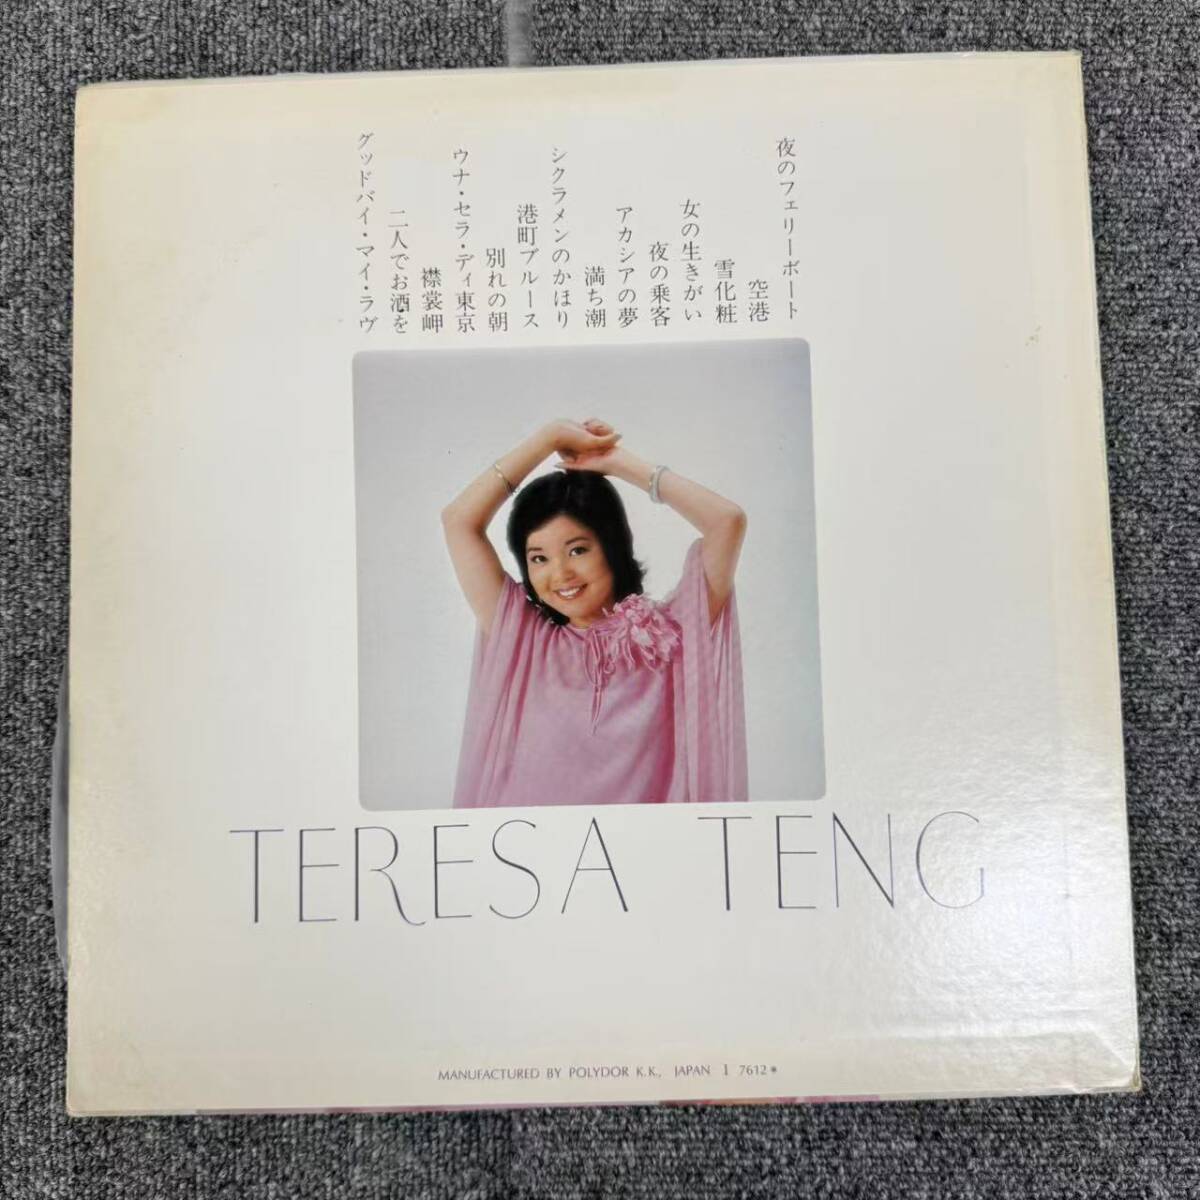 夜のフェリーボート
空港
雪化粧
女の生きがい
夜の乗客
アカシアの夢
満ち潮
シクラメンのかほり
港町ブルース
別れの朝
ウナ・セラ・ディ東京
襟裳岬
二人でお酒を
グッドバイ・マイ・ラヴ
TERESA TENG
MANUFACTURED BY POLYDOR K.K., JAPAN I 7612*